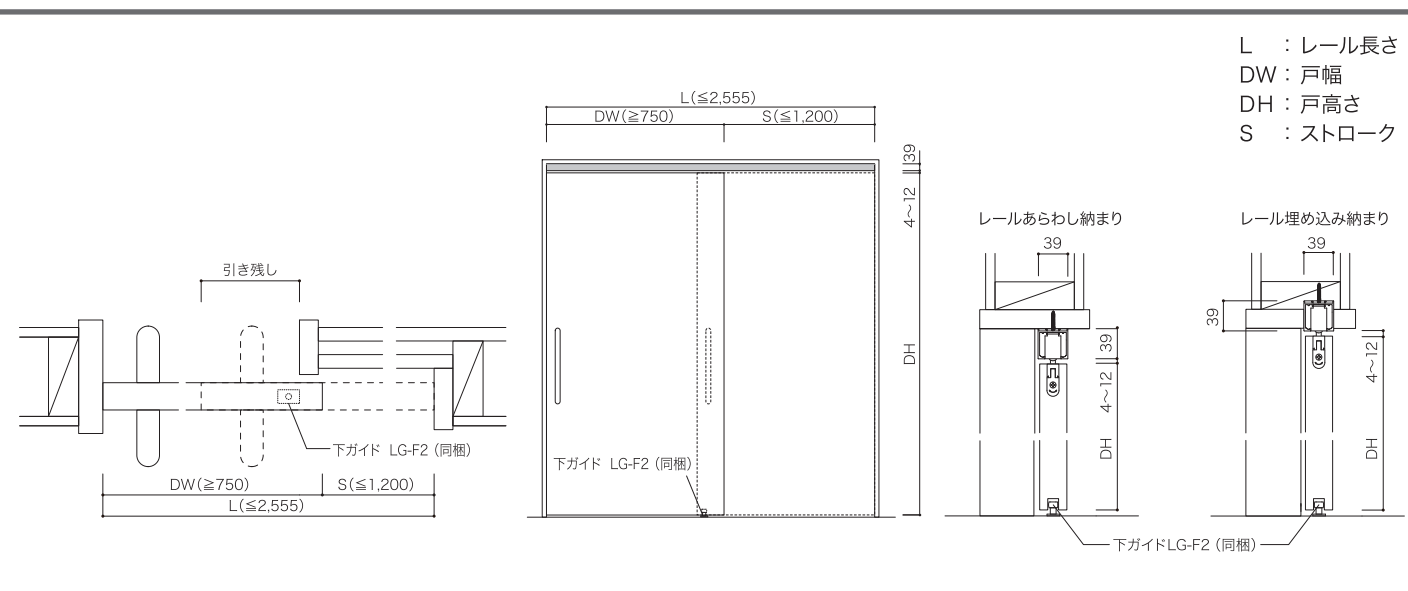 L ：レール長さ
DW：戸幅
DH：戸高さ
S ：ストローク
L(≦2,555)
DW(≧750)
S(≦1,200)
39
4〜12
DH
下ガイド LG-F2（同梱）
引き残し
下ガイド LG-F2（同梱）
DW(≧750)
S(≦1,200)
L(≦2,555)
レールあらわし納まり
39
39
4〜12
DH
レール埋め込み納まり
39
39
4〜12
DH
下ガイドLG-F2（同梱）